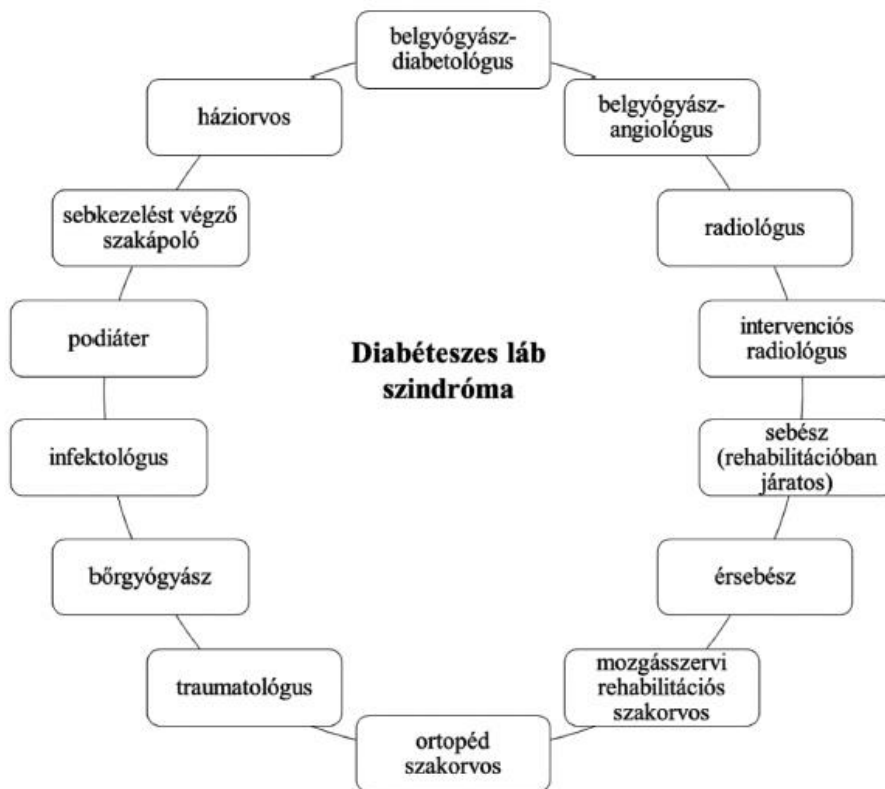 belgyógyász-
diabetológus
belgyógyász-
angiológus
radiológus
intervenciós
radiológus
sebész
(rehabilitációban
járatos)
érsebész
mozgásszervi
rehabilitációs
szakorvos
ortopéd
szakorvos
traumatológus
bőrgyógyász
infektológus
podiáter
sebkezelést végző
szakápoló
háziorvos
Diabéteszes láb
szindróma